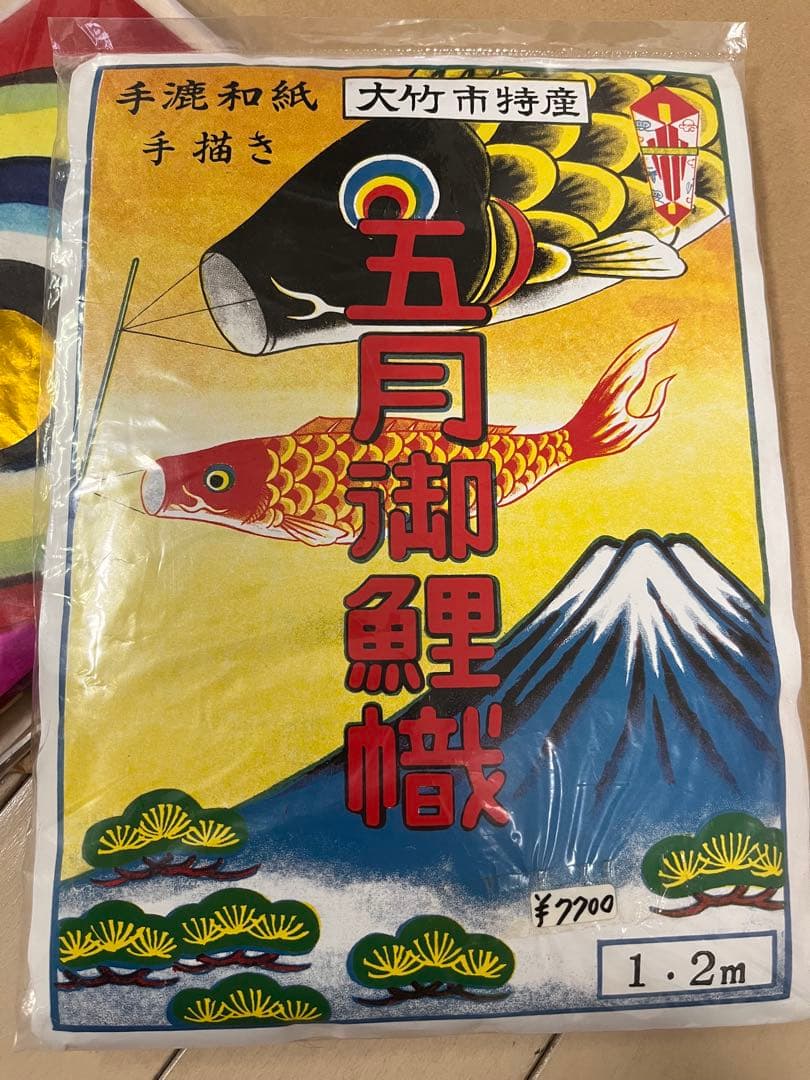 手漉和紙
手描き
大竹市特産
五月御鯉幟
¥7700
1.2m